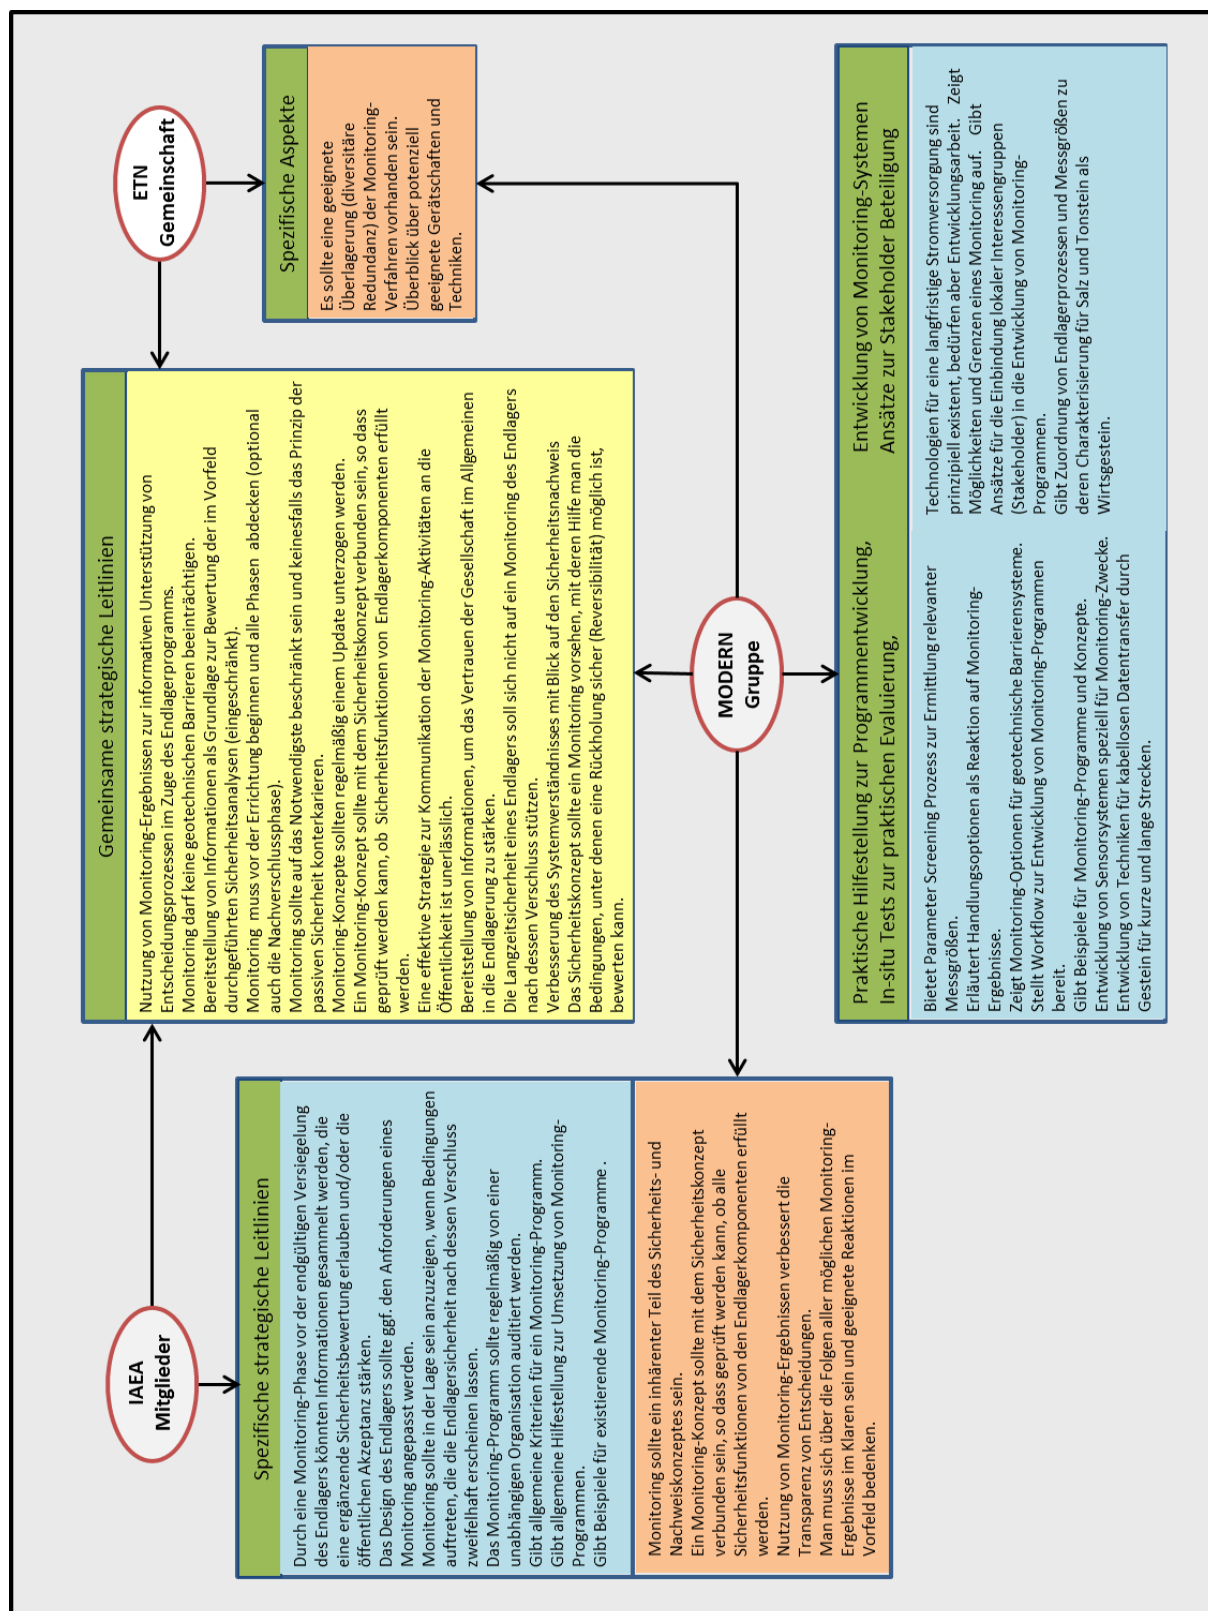 IAEA
Mitglieder
ETN
Gemeinschaft
Spezifische strategische Leitlinien
Durch eine Monitoring-Phase vor der endgültigen Versiegelung
des Endlagers könnten Informationen gesammelt werden, die
eine ergänzende Sicherheitsbewertung erlauben und/oder die
öffentlichen Akzeptanz stärken.
Das Design des Endlagers sollte ggf. den Anforderungen eines
Monitoring angepasst werden.
Monitoring sollte in der Lage sein anzuzeigen, wenn Bedingungen
auftreten, die die Endlagersicherheit nach dessen Verschluss
zweifelhaft erscheinen lassen.
Das Monitoring-Programm sollte regelmäßig von einer
unabhängigen Organisation auditiert werden.
Gibt allgemeine Kriterien für ein Monitoring-Programm.
Gibt allgemeine Hilfestellung zur Umsetzung von Monitoring-
Programmen.
Gibt Beispiele für existierende Monitoring-Programme .
Monitoring sollte ein inhärenter Teil des Sicherheits- und
Nachweiskonzeptes sein.
Ein Monitoring-Konzept sollte mit dem Sicherheitskonzept
verbunden sein, so dass geprüft werden kann, ob alle
Sicherheitsfunktionen von den Endlagerkomponenten erfüllt
werden.
Nutzung von Monitoring-Ergebnissen verbessert die
Transparenz von Entscheidungen.
Man muss sich über die Folgen aller möglichen Monitoring-
Ergebnisse im Klaren sein und geeignete Reaktionen im
Vorfeld bedenken.
Gemeinsame strategische Leitlinien
Nutzung von Monitoring-Ergebnissen zur informativen Unterstützung von
Entscheidungsprozessen im Zuge des Endlagerprogramms.
Monitoring darf keine geotechnischen Barrieren beeinträchtigen.
Bereitstellung von Informationen als Grundlage zur Bewertung der im Vorfeld
durchgeführten Sicherheitsanalysen (eingeschränkt).
Monitoring muss vor der Errichtung beginnen und alle Phasen abdecken (optional
auch die Nachverschlussphase).
Monitoring sollte auf das Notwendigste beschränkt sein und keinesfalls das Prinzip der
passiven Sicherheit konterkarieren.
Monitoring-Konzepte sollten regelmäßig einem Update unterzogen werden.
Ein Monitoring-Konzept sollte mit dem Sicherheitskonzept verbunden sein, so dass
geprüft werden kann, ob Sicherheitsfunktionen von Endlagerkomponenten erfüllt
werden.
Eine effektive Strategie zur Kommunikation der Monitoring-Aktivitäten an die
Öffentlichkeit ist unerlässlich.
Bereitstellung von Informationen, um das Vertrauen der Gesellschaft im Allgemeinen
in die Endlagerung zu stärken.
Die Langzeitsicherheit eines Endlagers soll sich nicht auf ein Monitoring des Endlagers
nach dessen Verschluss stützen.
Verbesserung des Systemverständnisses mit Blick auf den Sicherheitsnachweis
Das Sicherheitskonzept sollte ein Monitoring vorsehen, mit deren Hilfe man die
Bedingungen, unter denen eine Rückholung sicher (Reversibilität) möglich ist,
bewerten kann.
Spezifische Aspekte
Es sollte eine geeignete
Überlagerung (diversitäre
Redundanz) der Monitoring-
Verfahren vorhanden sein.
Überblick über potenziell
geeignete Gerätschaften und
Techniken.
MODERN
Gruppe
Praktische Hilfestellung zur Programmentwicklung,
In-situ Tests zur praktischen Evaluierung,
Entwicklung von Monitoring-Systemen
Ansätze zur Stakeholder Beteiligung
Bietet Parameter Screening Prozess zur Ermittlung relevanter
Messgrößen.
Erläutert Handlungsoptionen als Reaktion auf Monitoring-
Ergebnisse.
Zeigt Monitoring-Optionen für geotechnische Barrierensysteme.
Stellt Workflow zur Entwicklung von Monitoring-Programmen
bereit.
Gibt Beispiele für Monitoring-Programme und Konzepte.
Entwicklung von Sensorsystemen speziell für Monitoring-Zwecke.
Entwicklung von Techniken für kabellosen Datentransfer durch
Gestein für kurze und lange Strecken.
Technologien für eine langfristige Stromversorgung sind
prinzipiell existent, bedürfen aber Entwicklungsarbeit. Zeigt
Möglichkeiten und Grenzen eines Monitoring auf. Gibt
Ansätze für die Einbindung lokaler Interessengruppen
(Stakeholder) in die Entwicklung von Monitoring-
Programmen.
Gibt Zuordnung von Endlagerprozessen und Messgrößen zu
deren Charakterisierung für Salz und Tonstein als
Wirtsgestein.